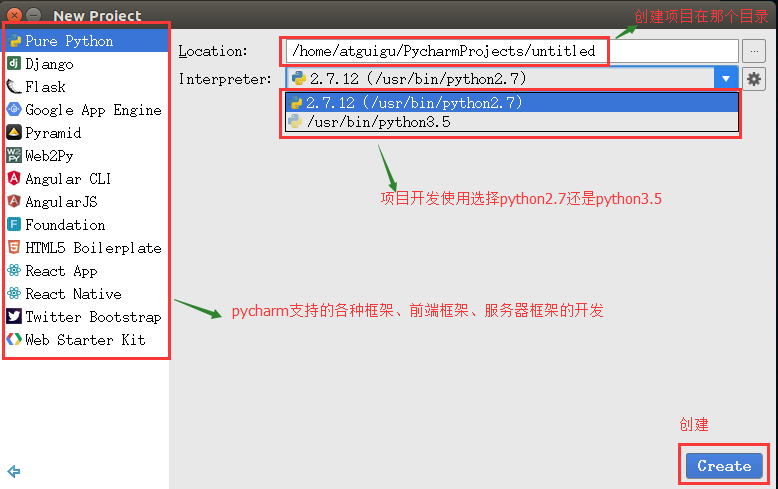 New Project
创建项目在那个目录
Pure Python
Django
Flask
Google App Engine
Pyramid
Web2Py
Angular CLI
AngularJS
Foundation
HTML5 Boilerplate
React App
React Native
Twitter Bootstrap
Web Starter Kit
Location: /home/atguigu/PycharmProjects/untitled ...
Interpreter: 2.7.12 (/usr/bin/python2.7)
2.7.12 (/usr/bin/python2.7)
/usr/bin/python3.5
项目开发使用选择python2.7还是python3.5
pycharm支持的各种框架、前端框架、服务器框架的开发
创建
Create